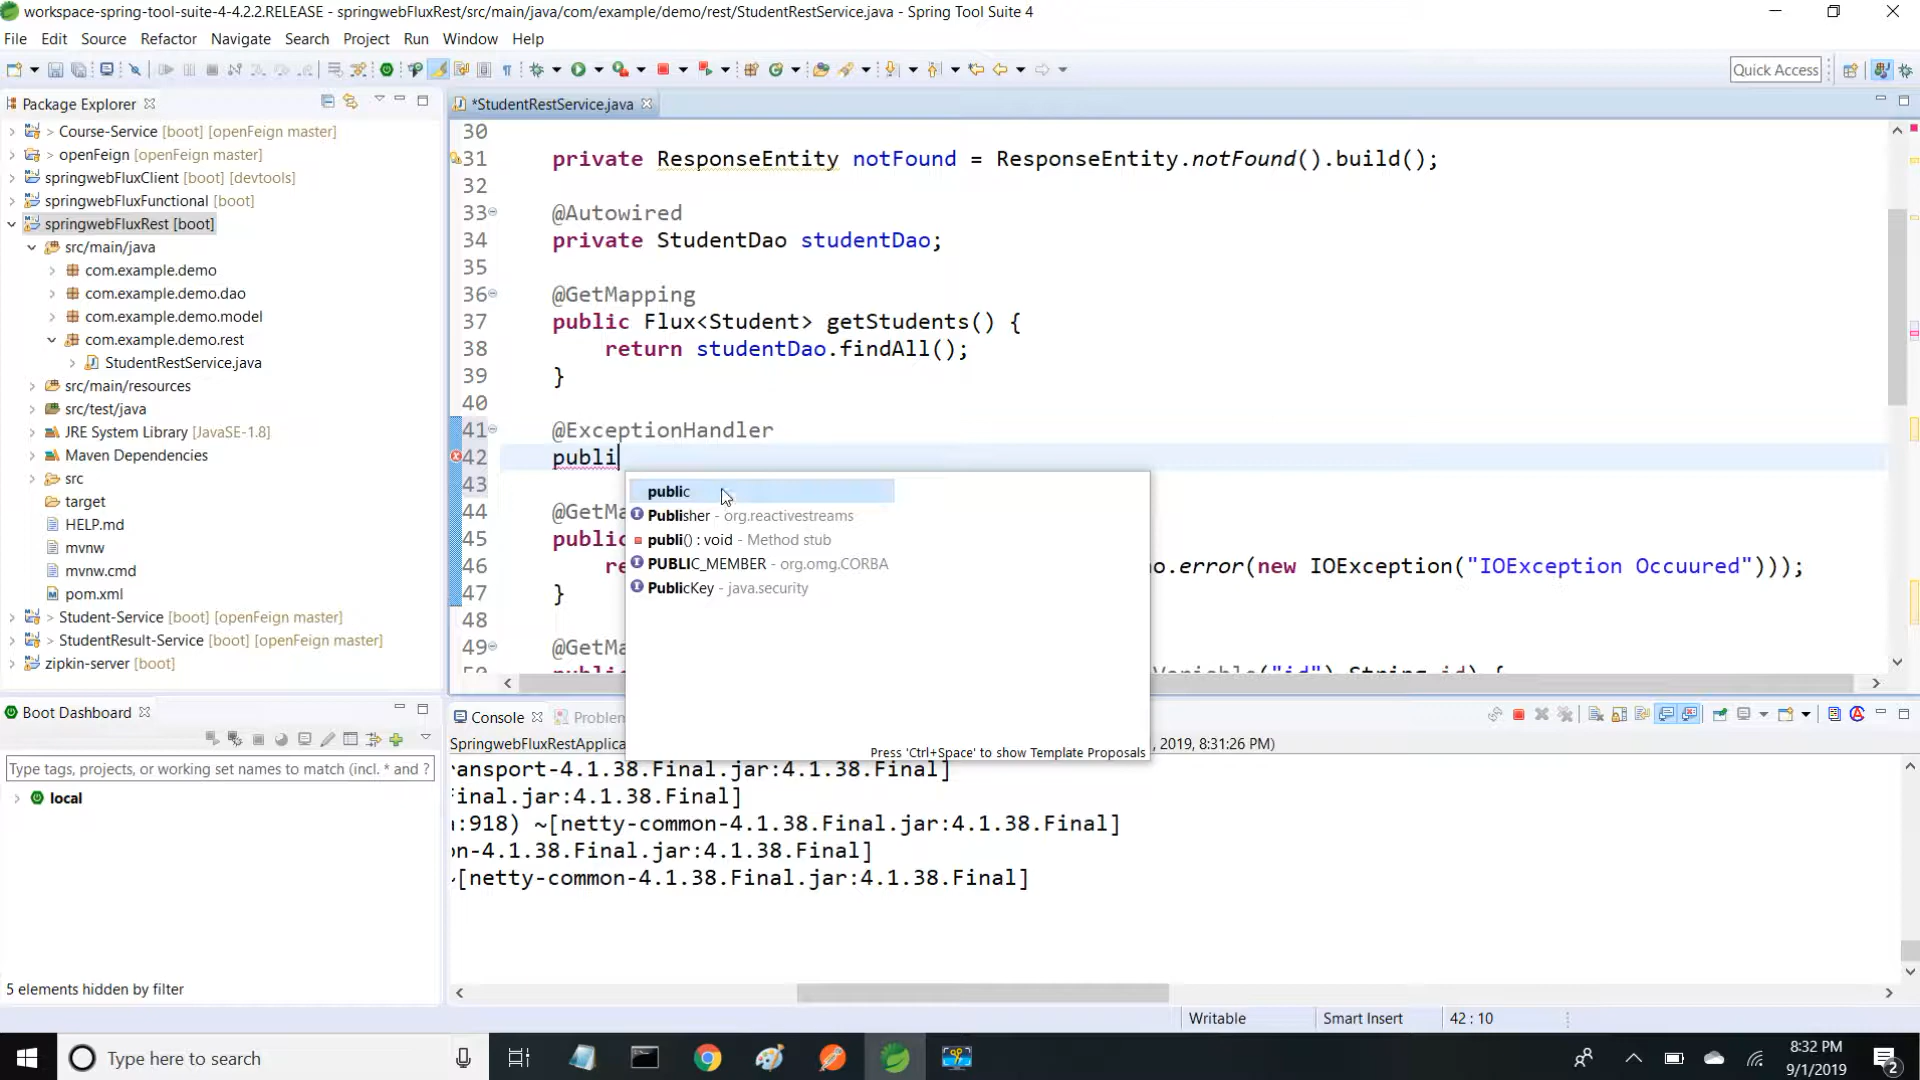 workspace-spring-tool-suite-4-4.2.2.RELEASE - springwebFluxRest/src/main/java/com/example/demo/rest/StudentRestService.java - Spring Tool Suite 4
File Edit Source Refactor Navigate Search Project Run Window Help
Quick Access
Package Explorer
> Course-Service [boot] [openFeign master]
> openFeign [openFeign master]
springwebFluxClient [boot] [devtools]
springwebFluxFunctional [boot]
springwebFluxRest [boot]
src/main/java
com.example.demo
com.example.demo.dao
com.example.demo.model
com.example.demo.rest
StudentRestService.java
src/main/resources
src/test/java
JRE System Library [JavaSE-1.8]
Maven Dependencies
src
target
HELP.md
mvnw
mvnw.cmd
pom.xml
> Student-Service [boot] [openFeign master]
> StudentResult-Service [boot] [openFeign master]
zipkin-server [boot]
*StudentRestService.java
30
31 private ResponseEntity notFound = ResponseEntity.notFound().build();
32
33 @Autowired
34 private StudentDao studentDao;
35
36 @GetMapping
37 public Flux<Student> getStudents() {
38 return studentDao.findAll();
39 }
40
41 @ExceptionHandler
42 publi
43
44 @GetMa
45 public
46 re o.error(new IOException("IOException Occuured")));
47 }
48
49 @GetMa
public
public
Publisher - org.reactivestreams
publi() : void - Method stub
PUBLIC_MEMBER - org.omg.CORBA
PublicKey - java.security
Press 'Ctrl+Space' to show Template Proposals
Boot Dashboard
Type tags, projects, or working set names to match (incl. * and ?
local
5 elements hidden by filter
Console Problem
SpringwebFluxRestApplica , 2019, 8:31:26 PM)
ransport-4.1.38.Final.jar:4.1.38.Final]
Final.jar:4.1.38.Final]
:918) ~[netty-common-4.1.38.Final.jar:4.1.38.Final]
on-4.1.38.Final.jar:4.1.38.Final]
~[netty-common-4.1.38.Final.jar:4.1.38.Final]
Writable Smart Insert 42 : 10
Type here to search
8:32 PM
9/1/2019
2